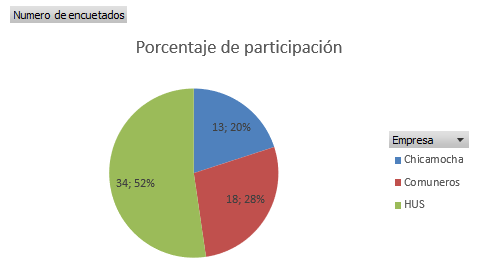 Numero de encuetados
Porcentaje de participación
13; 20%
18; 28%
34; 52%
Empresa
Chicamocha
Comuneros
HUS